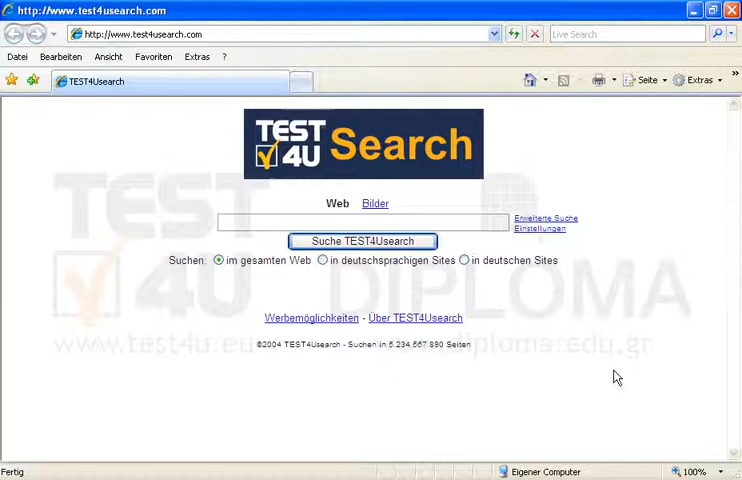 http://www.test4usearch.com
http://www.test4usearch.com
Live Search
Datei Bearbeiten Ansicht Favoriten Extras ?
TEST4Usearch
Seite Extras
TEST 4U Search
Web Bilder
Erweiterte Suche
Einstellungen
Suche TEST4Usearch
Suchen: im gesamten Web in deutschsprachigen Sites in deutschen Sites
TEST 4U DIPLOMA
Werbemöglichkeiten - Über TEST4Usearch
www.test4u.eu www.diploma.edu.gr
©2004 TEST4Usearch - Suchen in 5.234.567.890 Seiten
Fertig
Eigener Computer
100%